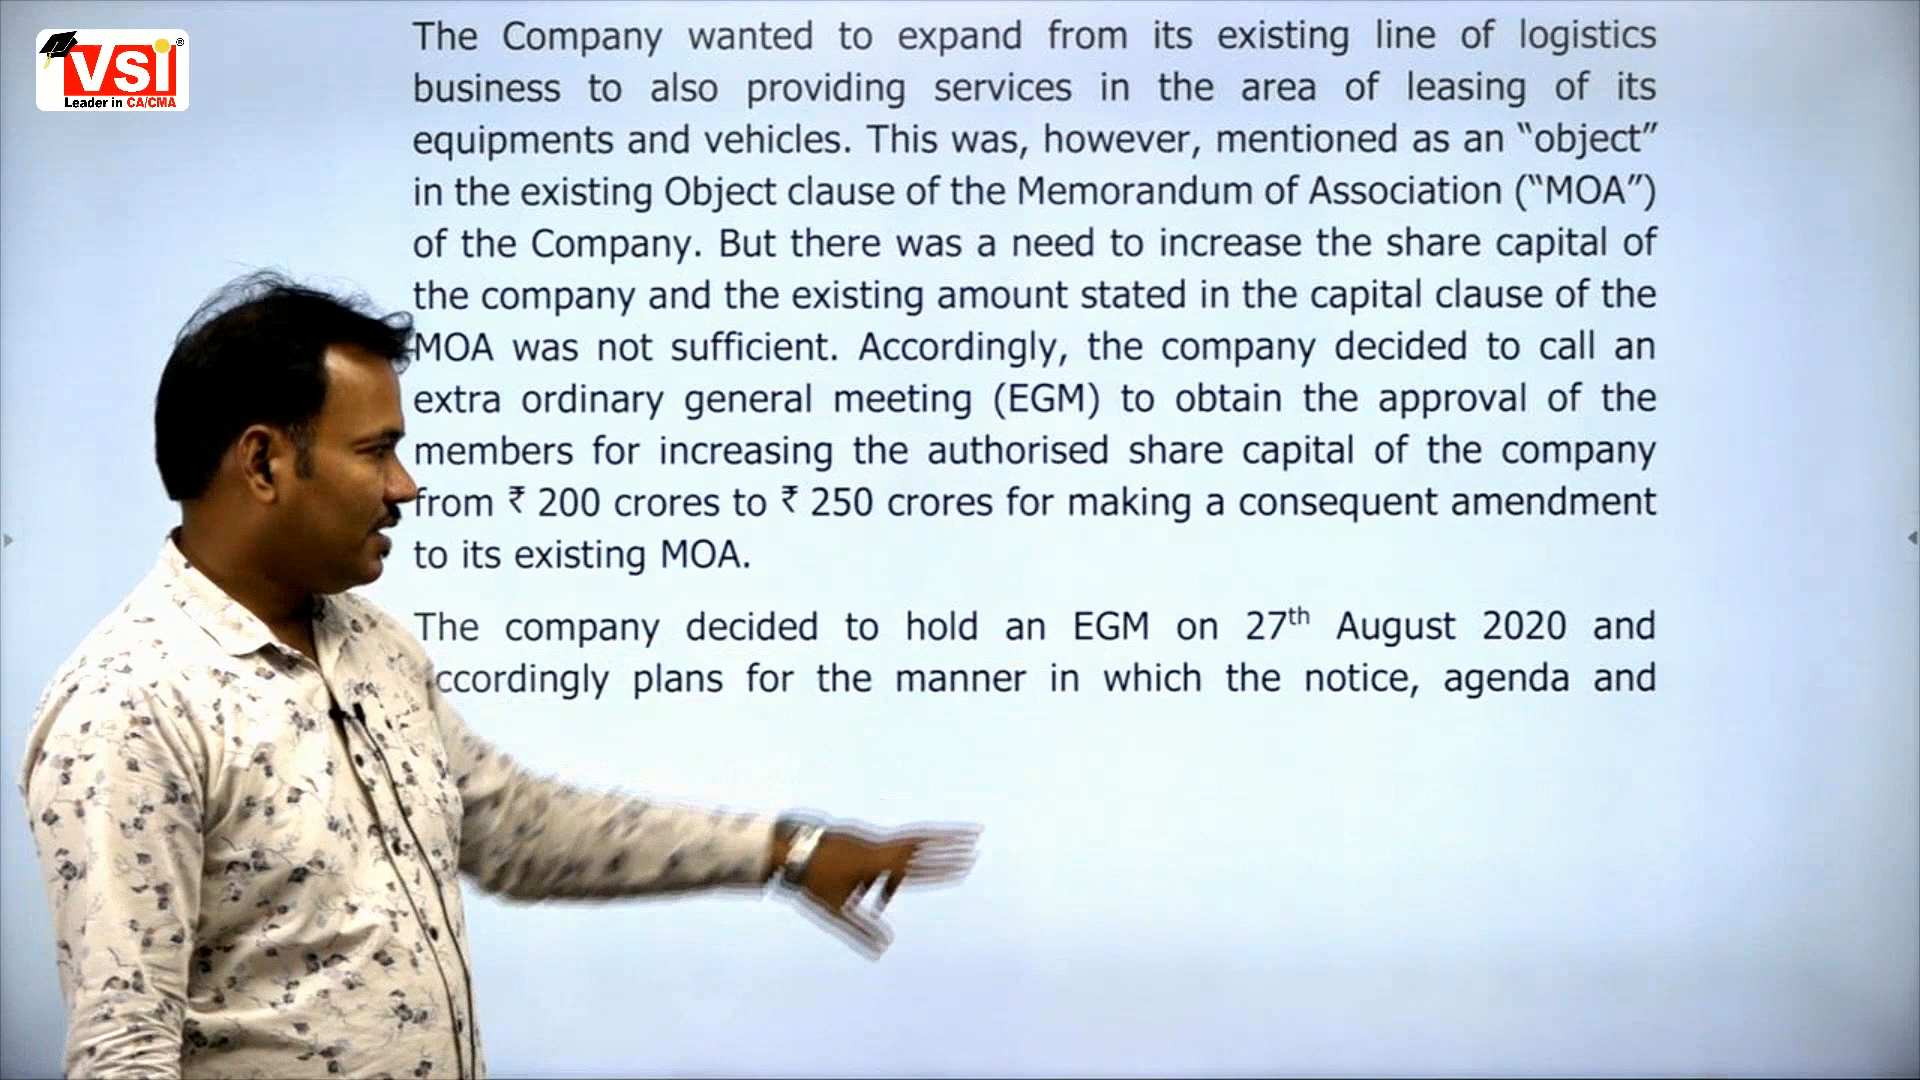 VSI®
Leader in CA/CMA
The Company wanted to expand from its existing line of logistics
business to also providing services in the area of leasing of its
equipments and vehicles. This was, however, mentioned as an “object”
in the existing Object clause of the Memorandum of Association (“MOA”)
of the Company. But there was a need to increase the share capital of
the company and the existing amount stated in the capital clause of the
MOA was not sufficient. Accordingly, the company decided to call an
extra ordinary general meeting (EGM) to obtain the approval of the
members for increasing the authorised share capital of the company
from ₹ 200 crores to ₹ 250 crores for making a consequent amendment
to its existing MOA.
The company decided to hold an EGM on 27th August 2020 and
ccordingly plans for the manner in which the notice, agenda and